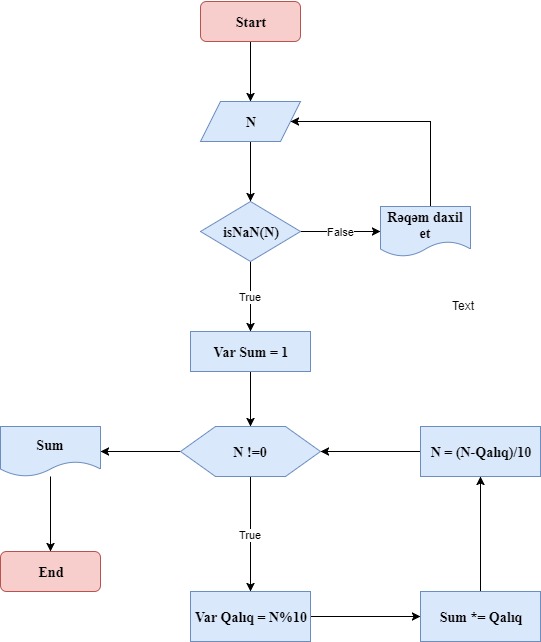 Start
N
isNaN(N)
False
Rəqəm daxil
et
True
Text
Var Sum = 1
Sum
N !=0
N = (N-Qalıq)/10
True
End
Var Qalıq = N%10
Sum *= Qalıq